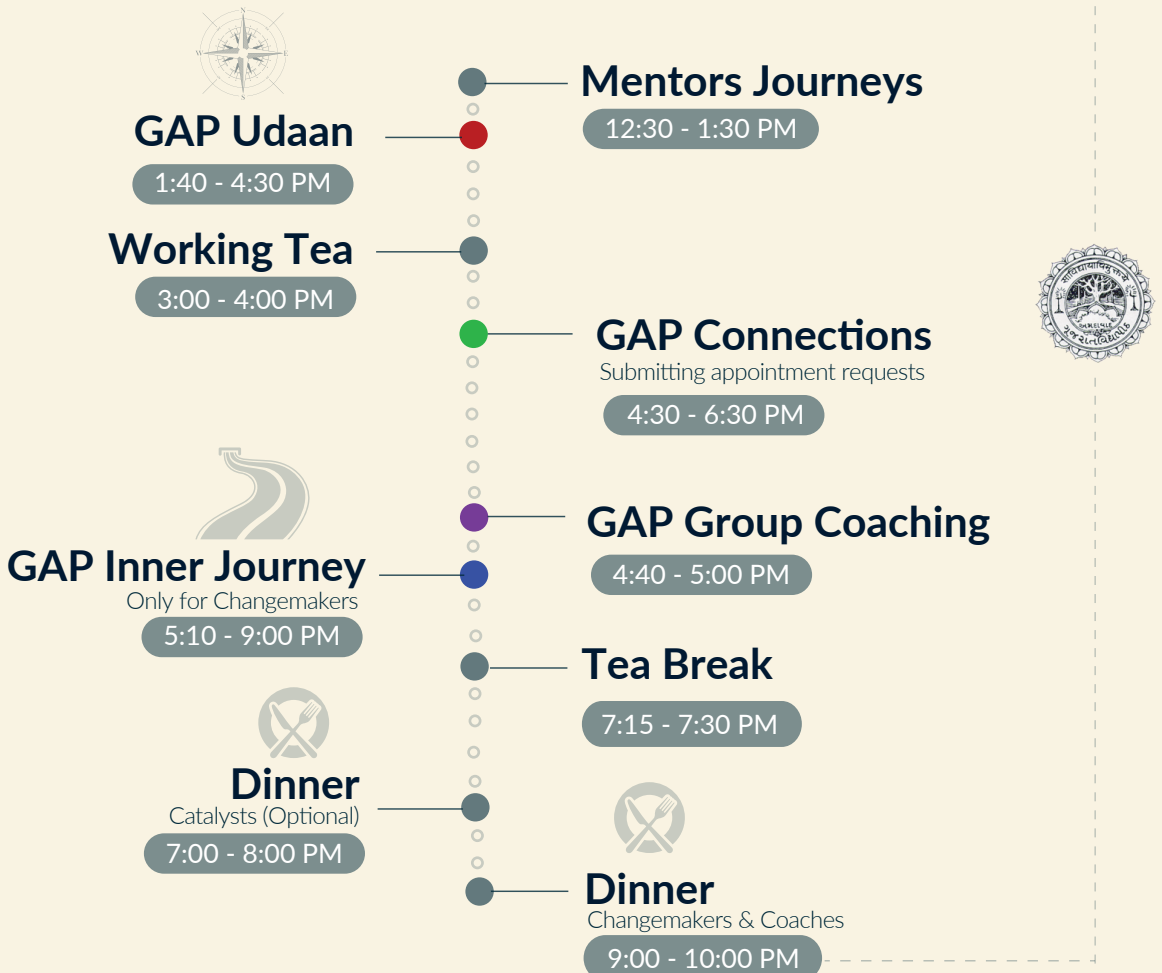 N
W
E
S
Mentors Journeys
12:30 - 1:30 PM
GAP Udaan
1:40 - 4:30 PM
Working Tea
3:00 - 4:00 PM
सा विद्या या विमुक्तये
અમદાવાદ
ગૂજરાત વિદ્યાપીઠ
GAP Connections
Submitting appointment requests
4:30 - 6:30 PM
GAP Group Coaching
4:40 - 5:00 PM
GAP Inner Journey
Only for Changemakers
5:10 - 9:00 PM
Tea Break
7:15 - 7:30 PM
Dinner
Catalysts (Optional)
7:00 - 8:00 PM
Dinner
Changemakers & Coaches
9:00 - 10:00 PM